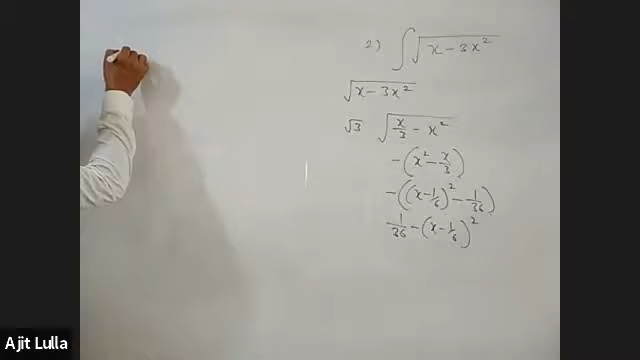 2) ∫ √(x - 3x²)
√(x - 3x²)
√3 √(x/3 - x²)
-(x² - x/3)
-((x - 1/6)² - 1/36)
1/36 - (x - 1/6)²
Ajit Lulla